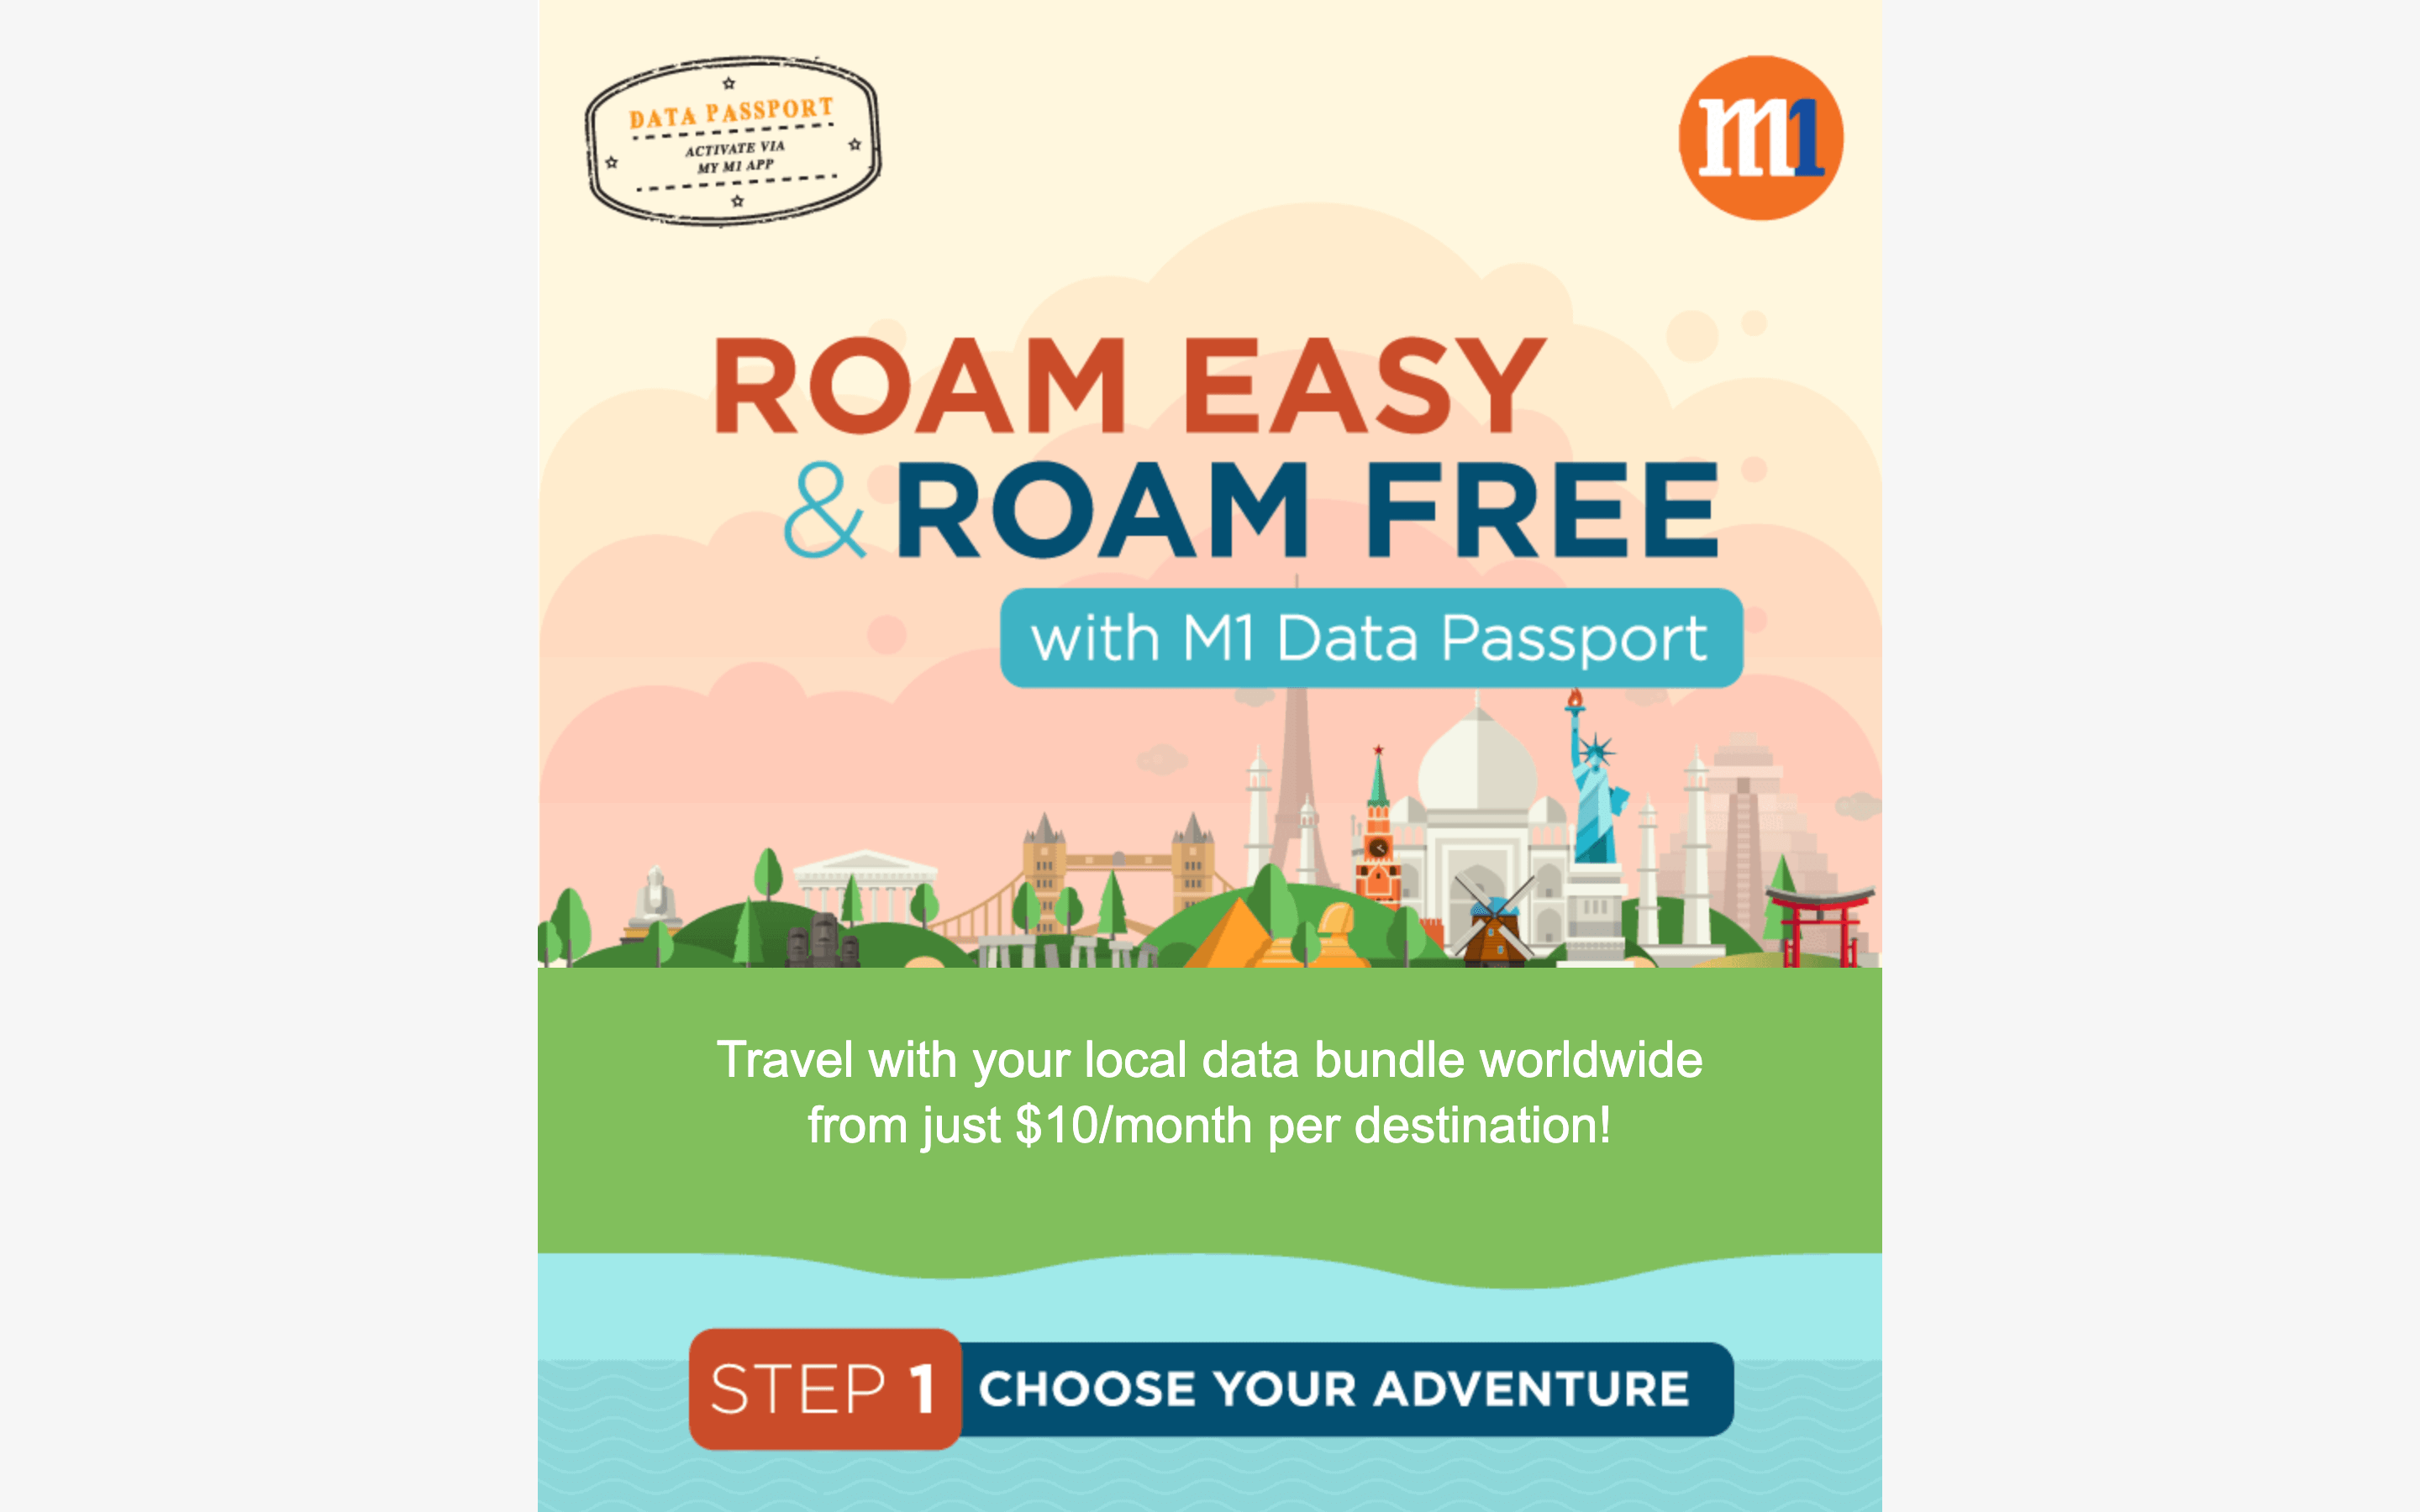 DATA PASSPORT
ACTIVATE VIA
MY M1 APP
m1
ROAM EASY
& ROAM FREE
with M1 Data Passport
Travel with your local data bundle worldwide
from just $10/month per destination!
STEP 1 CHOOSE YOUR ADVENTURE